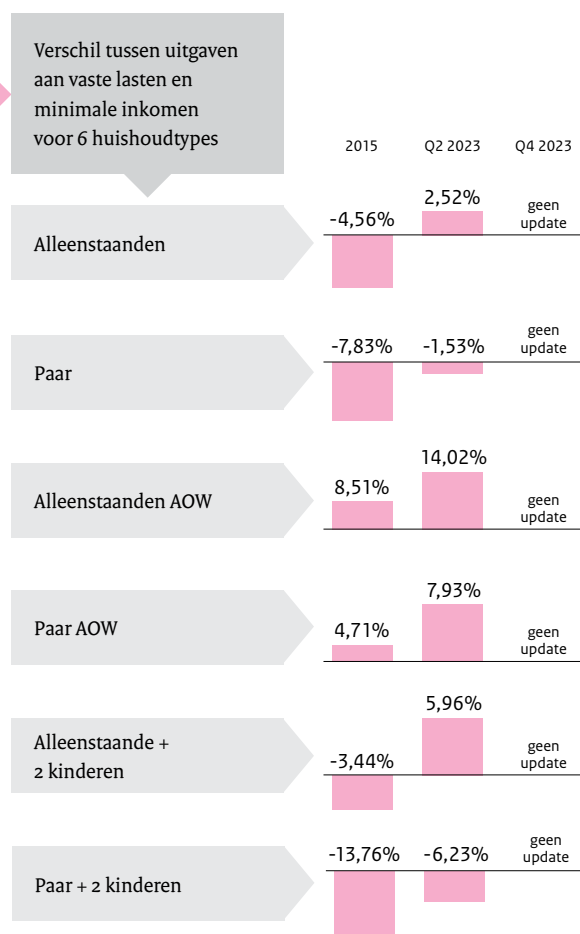 Verschil tussen uitgaven
aan vaste lasten en
minimale inkomen
voor 6 huishoudtypes
2015 Q2 2023 Q4 2023
Alleenstaanden
-4,56% 2,52% geen
update
Paar
-7,83% -1,53% geen
update
Alleenstaanden AOW
8,51% 14,02% geen
update
Paar AOW
4,71% 7,93% geen
update
Alleenstaande +
2 kinderen
-3,44% 5,96% geen
update
Paar + 2 kinderen
-13,76% -6,23% geen
update